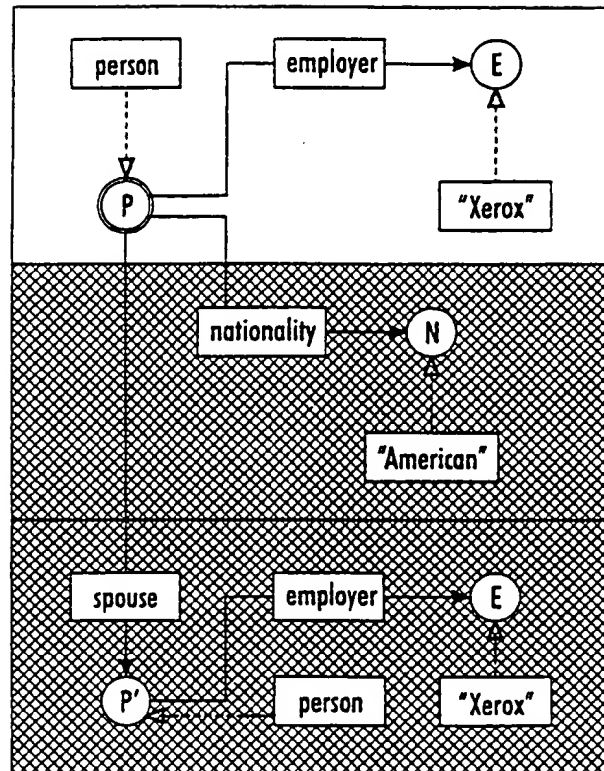 person
employer
E
P
"Xerox"
nationality
N
"American"
spouse
employer
E
P'
person
"Xerox"